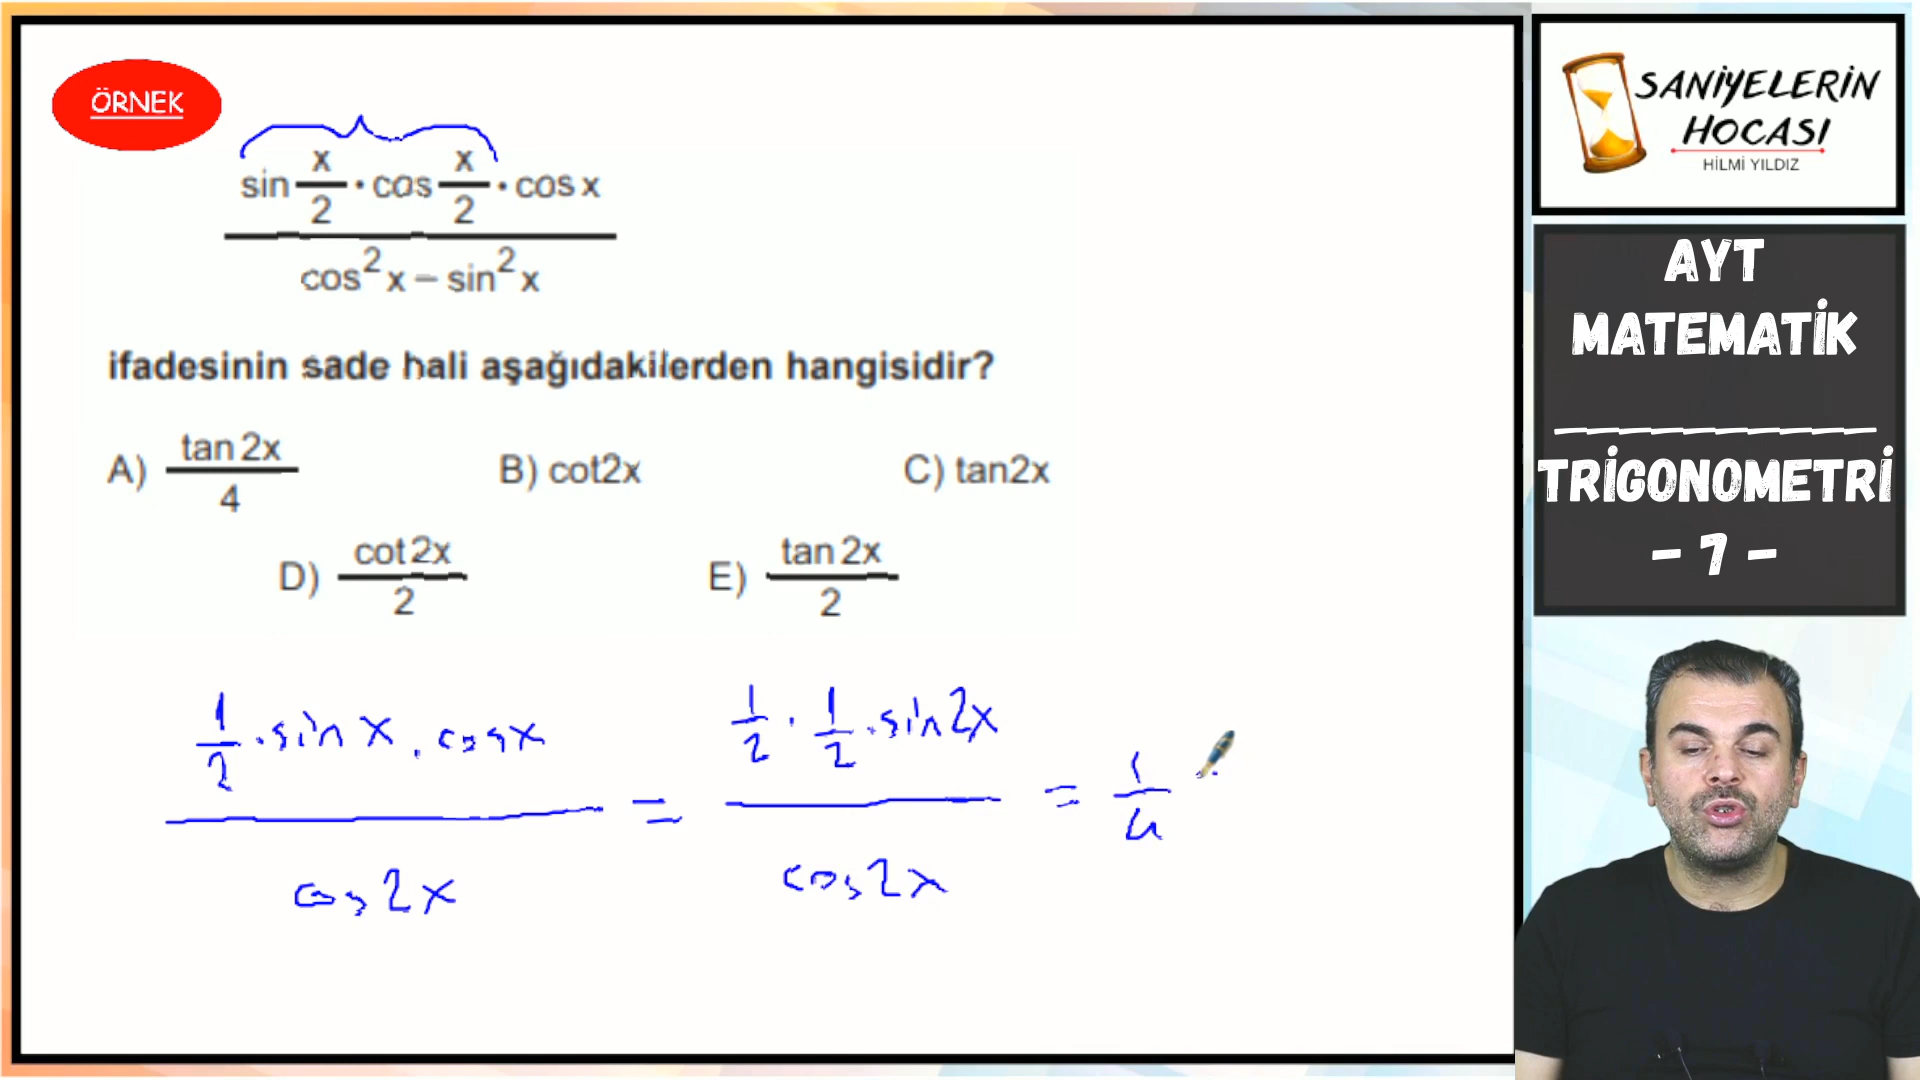 ÖRNEK
sin x/2 · cos x/2 · cos x
cos²x – sin²x
ifadesinin sade hali aşağıdakilerden hangisidir?
A) tan 2x / 4
B) cot2x
C) tan2x
D) cot 2x / 2
E) tan 2x / 2
1/2 . sin x . cos x / cos 2x = 1/2 . 1/2 . sin 2x / cos 2x = 1/4 .
SANİYELERİN
HOCASI
HİLMİ YILDIZ
AYT
MATEMATİK
__________
TRİGONOMETRİ
- 7 -